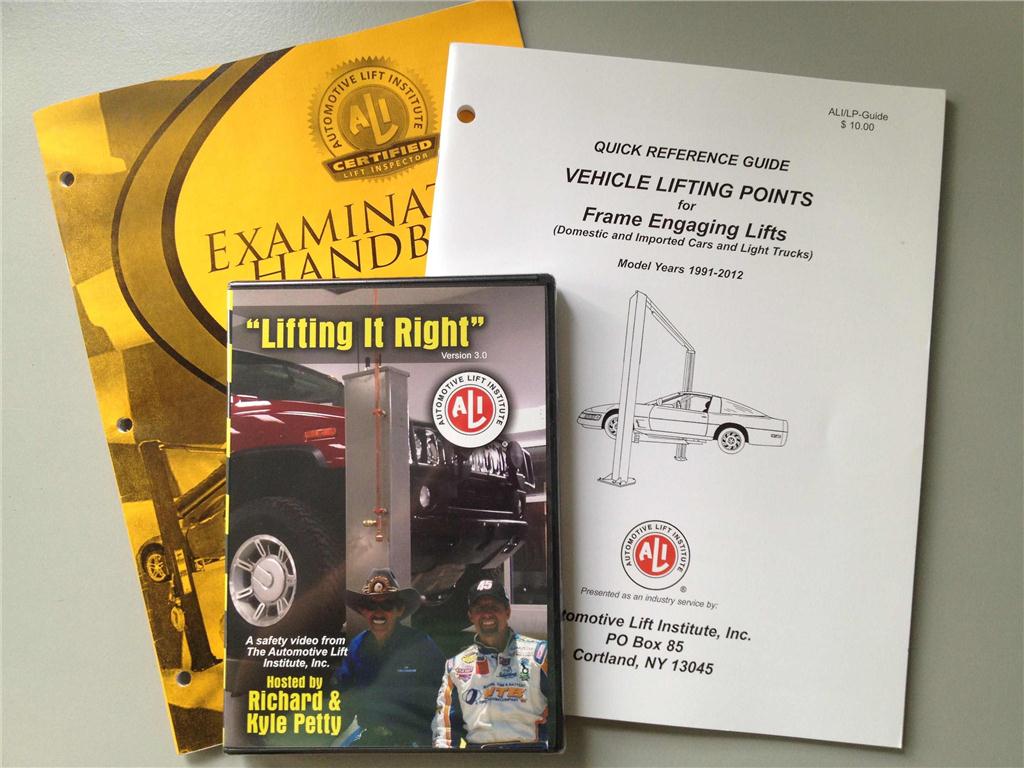 AUTOMOTIVE LIFT INSTITUTE
ALI
CERTIFIED
LIFT INSPECTOR
EXAMINAT
HANDB
ALI/LP-Guide
$ 10.00
QUICK REFERENCE GUIDE
VEHICLE LIFTING POINTS
for
Frame Engaging Lifts
(Domestic and Imported Cars and Light Trucks)
Model Years 1991-2012
AUTOMOTIVE LIFT INSTITUTE
ALI
®
Presented as an industry service by:
tomotive Lift Institute, Inc.
PO Box 85
Cortland, NY 13045
"Lifting It Right"
Version 3.0
AUTOMOTIVE LIFT INSTITUTE
ALI
45
A safety video from
The Automotive Lift
Institute, Inc.
Hosted by
Richard &
Kyle Petty